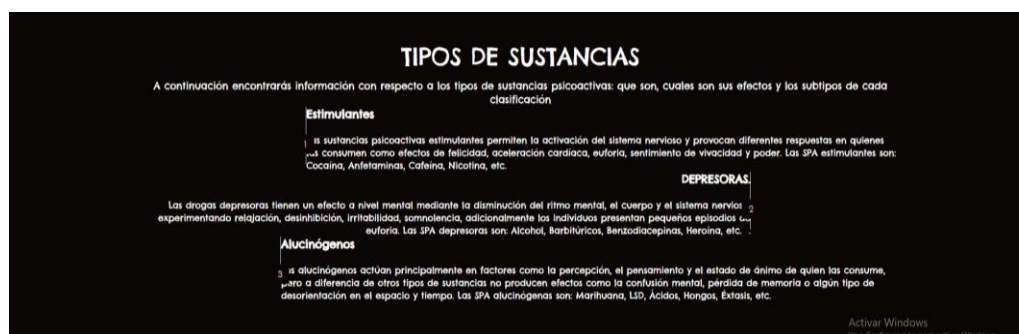 TIPOS DE SUSTANCIAS
A continuación encontrarás información con respecto a los tipos de sustancias psicoactivas: que son, cuales son sus efectos y los subtipos de cada
clasificación
Estimulantes
1
sustancias psicoactivas estimulantes permiten la activación del sistema nervioso y provocan diferentes respuestas en quienes
consumen como efectos de felicidad, aceleración cardíaca, euforia, sentimiento de vivacidad y poder. Las SPA estimulantes son:
Cocaína, Anfetaminas, Cafeína, Nicotina, etc.
DEPRESORAS.
Las drogas depresoras tienen un efecto a nivel mental mediante la disminución del ritmo mental, el cuerpo y el sistema
2
experimentando relajación, desinhibición, irritabilidad, somnolencia, adicionalmente los individuos presentan pequeños episodios
euforia. Las SPA depresoras son: Alcohol, Barbitúricos, Benzodiacepinas, Heroína, etc.
Alucinógenos
3
alucinógenos actúan principalmente en factores como la percepción, el pensamiento y el estado de ánimo de quien las consume,
a diferencia de otros tipos de sustancias no producen efectos como la confusión mental, pérdida de memoria o algún tipo de
desorientación en el espacio y tiempo. Las SPA alucinógenas son: Marihuana, LSD, Ácidos, Hongos, Éxtasis, etc.
Activar Windows